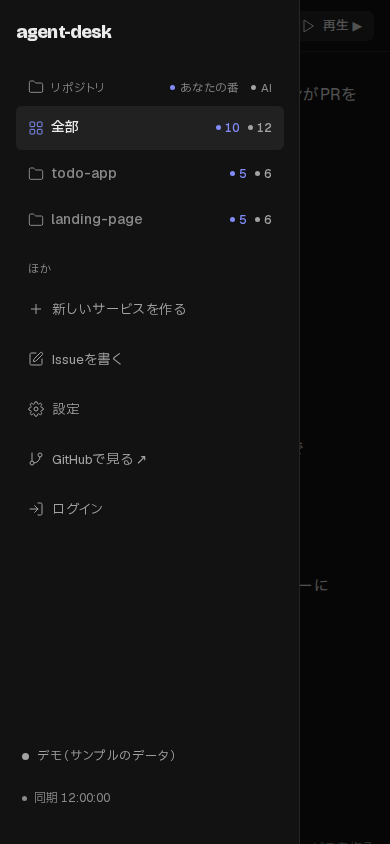 agent-desk
再生 ▶
リポジトリ あなたの番 AI
がPRを
全部 10 12
todo-app 5 6
landing-page 5 6
ほか
新しいサービスを作る
Issueを書く
設定
GitHubで見る ↗
ログイン
ーに
デモ（サンプルのデータ）
同期 12:00:00